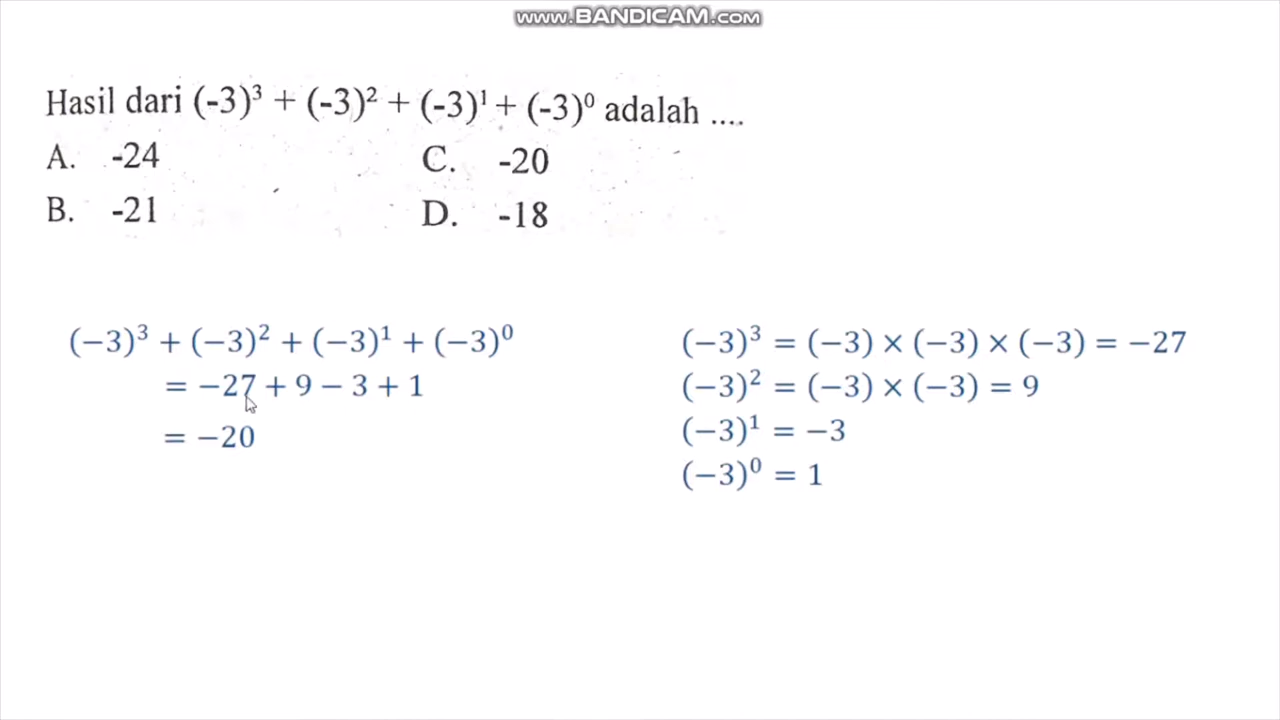 www.BANDICAM.com
Hasil dari (-3)³ + (-3)² + (-3)¹ + (-3)⁰ adalah ....
A. -24
C. -20
B. -21
D. -18
(−3)³ + (−3)² + (−3)¹ + (−3)⁰
= −27 + 9 − 3 + 1
= −20
(−3)³ = (−3) × (−3) × (−3) = −27
(−3)² = (−3) × (−3) = 9
(−3)¹ = −3
(−3)⁰ = 1